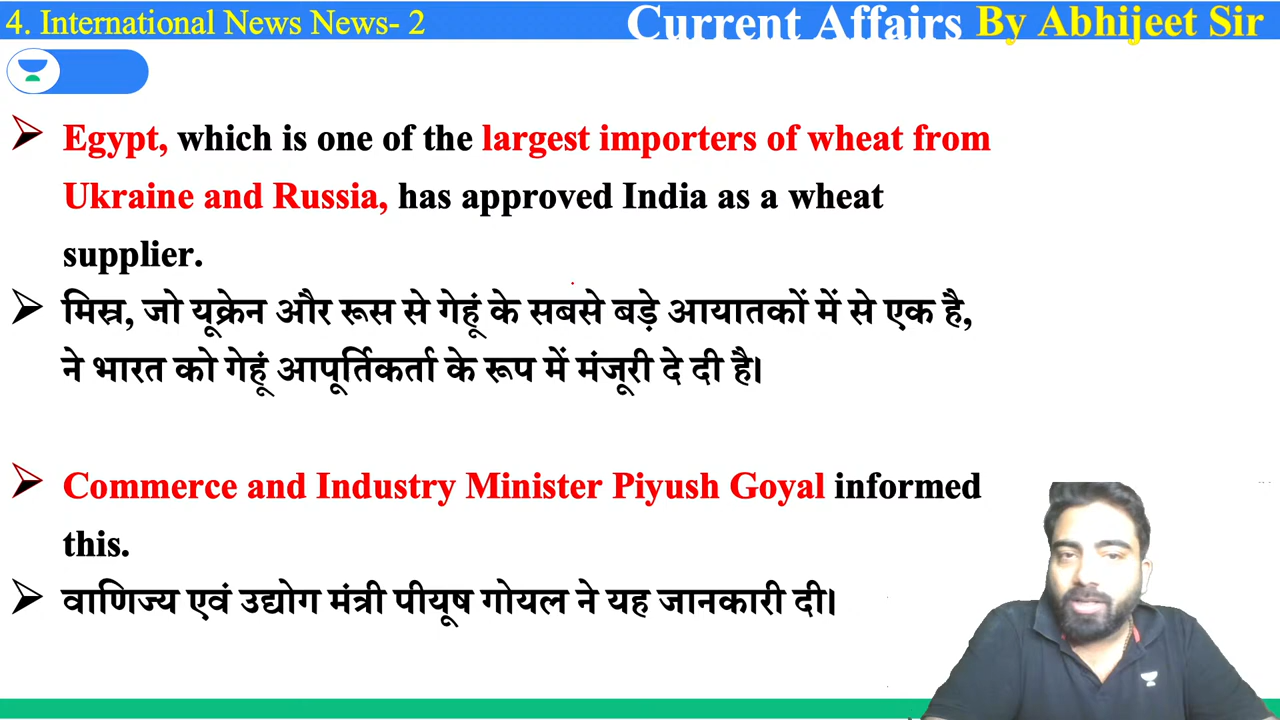 4. International News News- 2
Current Affairs By Abhijeet Sir
Egypt, which is one of the largest importers of wheat from
Ukraine and Russia, has approved India as a wheat
supplier.
मिस्र, जो यूक्रेन और रूस से गेहूं के सबसे बड़े आयातकों में से एक है,
ने भारत को गेहूं आपूर्तिकर्ता के रूप में मंजूरी दे दी है।
Commerce and Industry Minister Piyush Goyal informed
this.
वाणिज्य एवं उद्योग मंत्री पीयूष गोयल ने यह जानकारी दी।